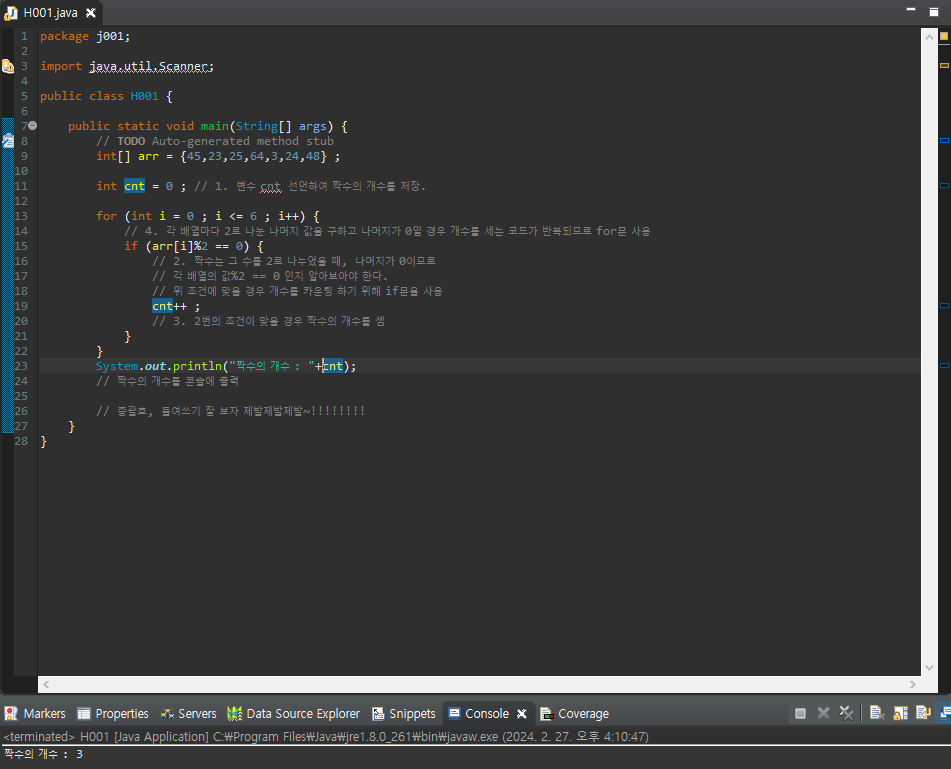 H001.java
1 package j001;
2
3 import java.util.Scanner;
4
5 public class H001 {
6
7 public static void main(String[] args) {
8 // TODO Auto-generated method stub
9 int[] arr = {45,23,25,64,3,24,48} ;
10
11 int cnt = 0 ; // 1. 변수 cnt 선언하여 짝수의 개수를 저장.
12
13 for (int i = 0 ; i <= 6 ; i++) {
14 // 4. 각 배열마다 2로 나눈 나머지 값을 구하고 나머지가 0일 경우 개수를 세는 코드가 반복되므로 for문 사용
15 if (arr[i]%2 == 0) {
16 // 2. 짝수는 그 수를 2로 나누었을 때, 나머지가 0이므로
17 // 각 배열의 값%2 == 0 인지 알아보아야 한다.
18 // 위 조건에 맞을 경우 개수를 카운팅 하기 위해 if문을 사용
19 cnt++ ;
20 // 3. 2번의 조건이 맞을 경우 짝수의 개수를 셈
21 }
22 }
23 System.out.println("짝수의 개수 : "+cnt);
24 // 짝수의 개수를 콘솔에 출력
25
26 // 중괄호, 들여쓰기 잘 보자 제발제발제발~!!!!!!!!
27 }
28 }
Markers Properties Servers Data Source Explorer Snippets Console Coverage
<terminated> H001 [Java Application] C:₩Program Files₩Java₩jre1.8.0_261₩bin₩javaw.exe (2024. 2. 27. 오후 4:10:47)
짝수의 개수 : 3